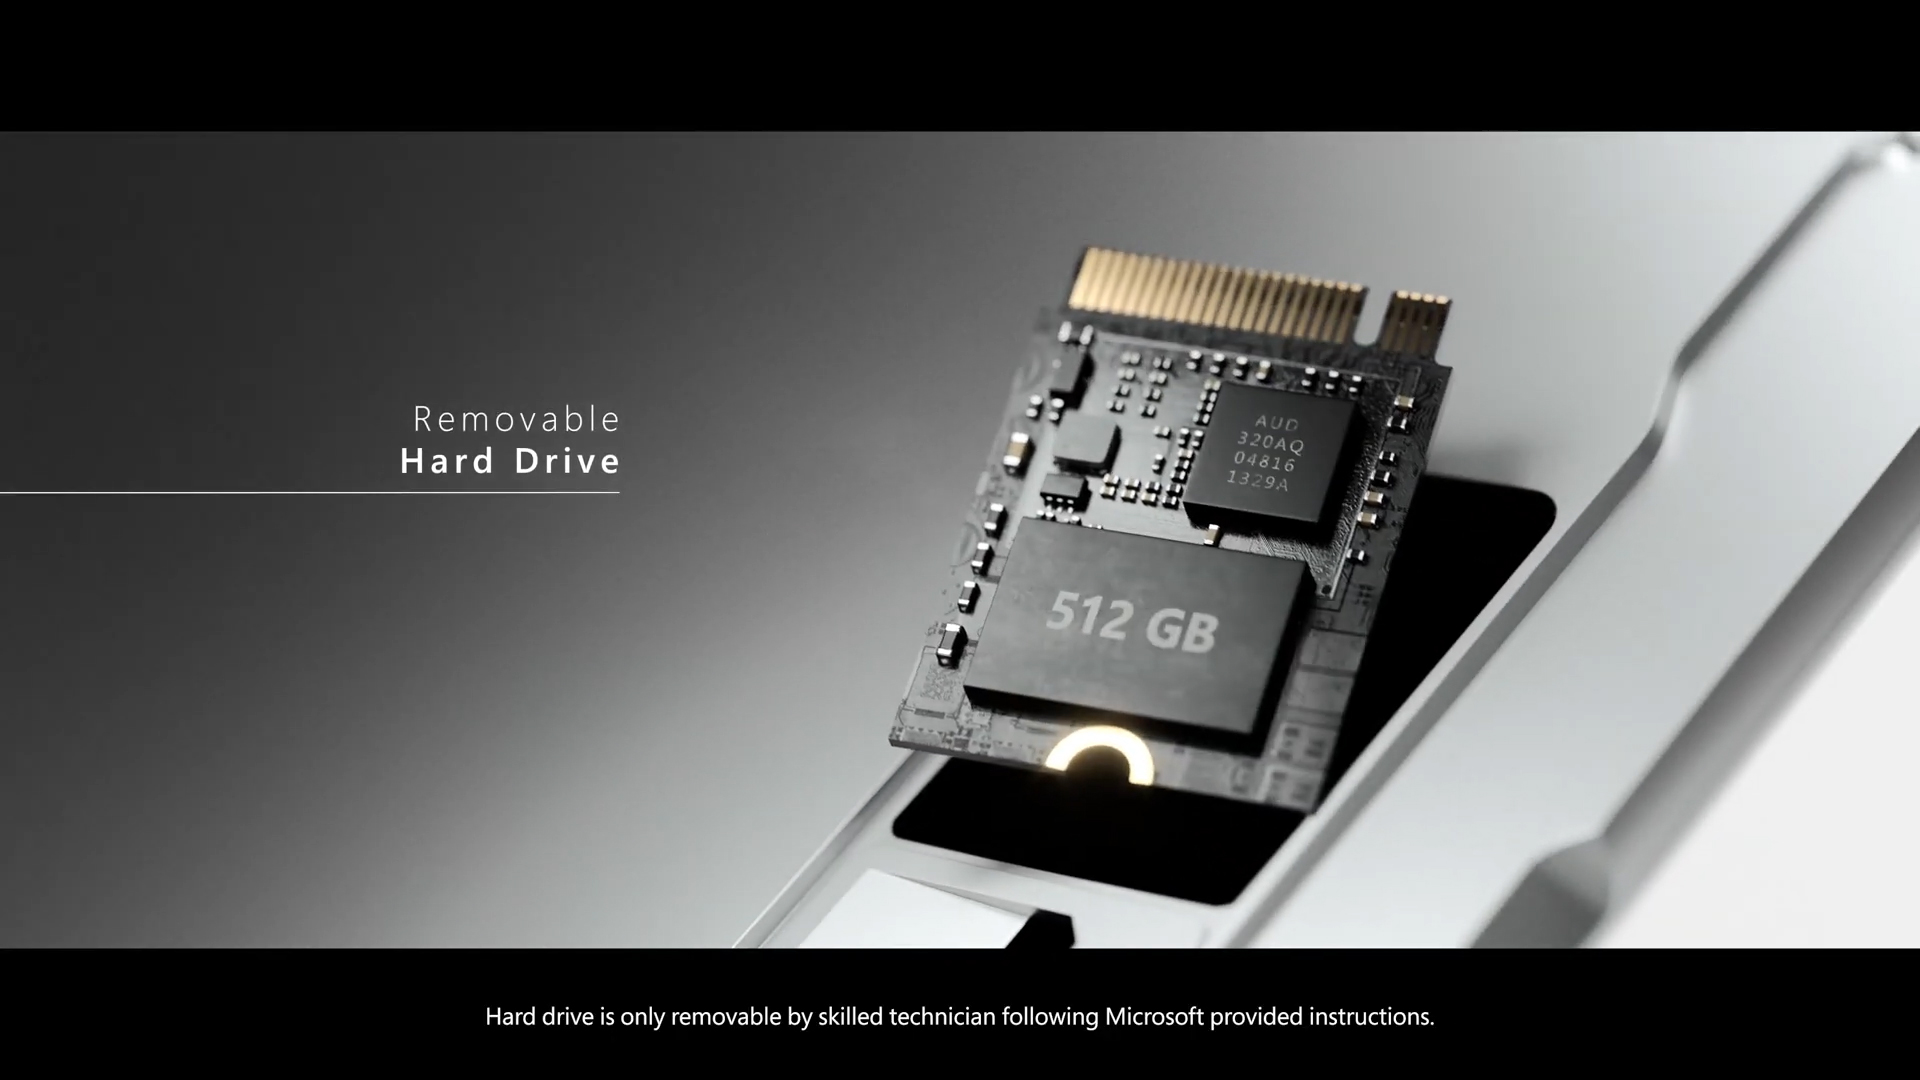 Removable
Hard Drive
AUD
320AQ
04816
1329A
512 GB
Hard drive is only removable by skilled technician following Microsoft provided instructions.